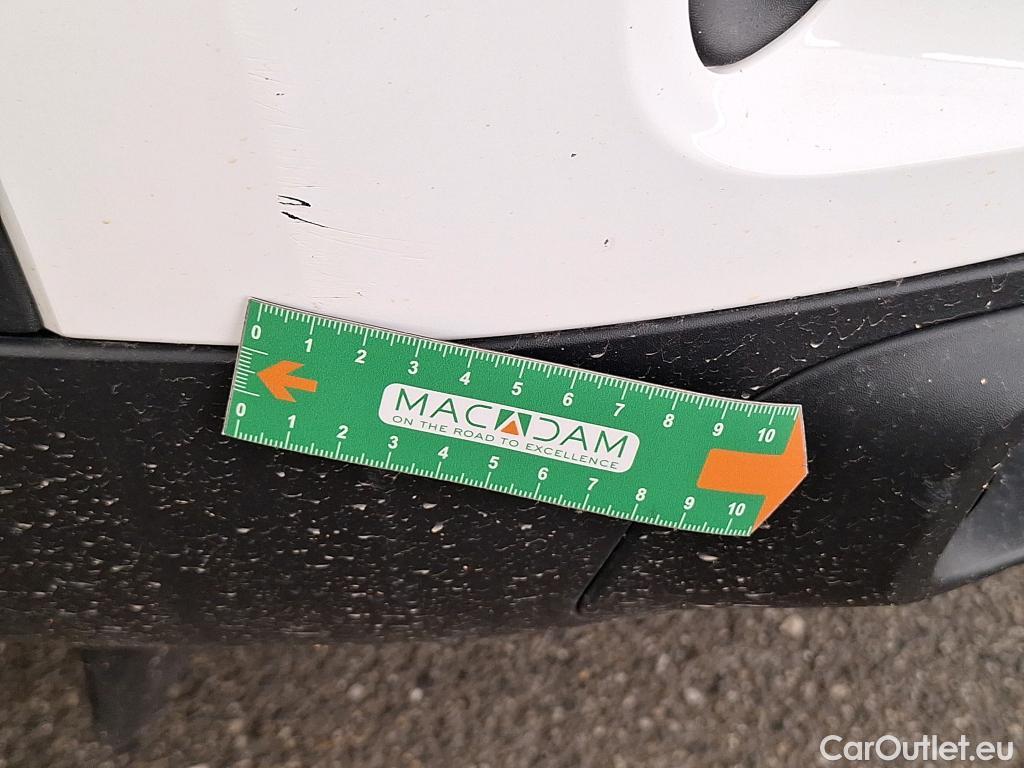 0 1 2 3 4 5 6 7 8 9 10
MACADAM
ON THE ROAD TO EXCELLENCE
0 1 2 3 4 5 6 7 8 9 10
CarOutlet.eu